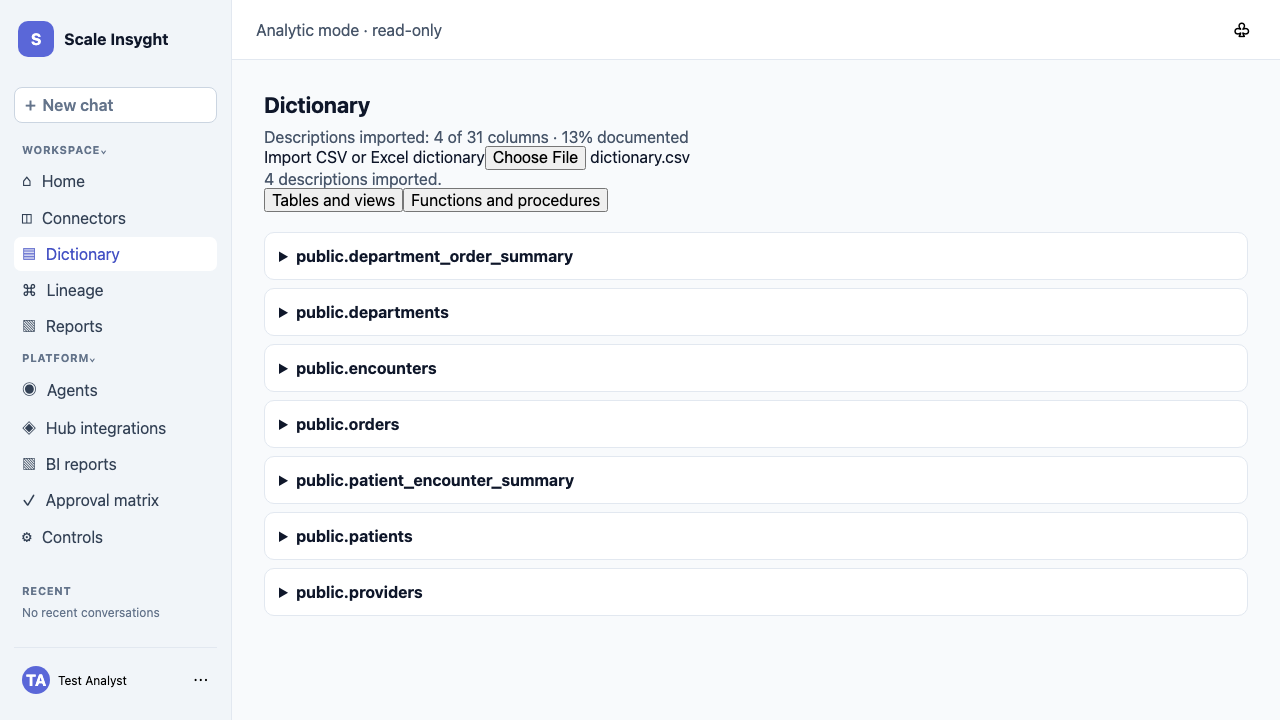 S Scale Insyght
+ New chat
WORKSPACE
Home
Connectors
Dictionary
Lineage
Reports
PLATFORM
Agents
Hub integrations
BI reports
Approval matrix
Controls
RECENT
No recent conversations
TA Test Analyst ...
Analytic mode · read-only
Dictionary
Descriptions imported: 4 of 31 columns · 13% documented
Import CSV or Excel dictionary Choose File dictionary.csv
4 descriptions imported.
Tables and views Functions and procedures
public.department_order_summary
public.departments
public.encounters
public.orders
public.patient_encounter_summary
public.patients
public.providers